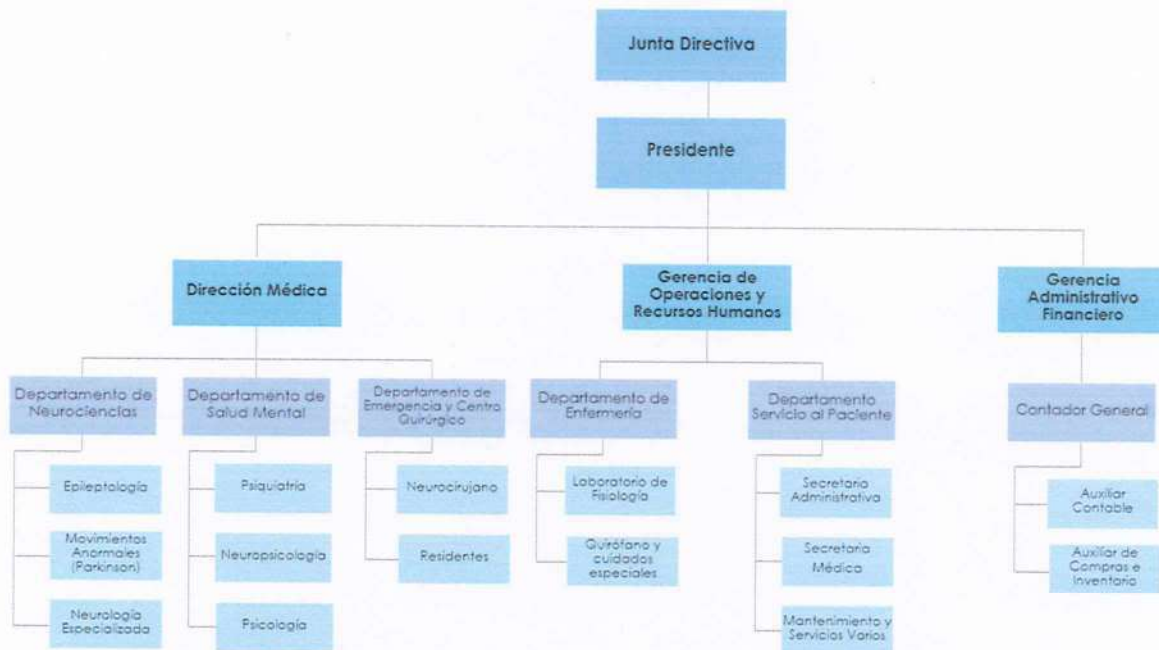 Junta Directiva
Presidente
Dirección Médica
Gerencia de
Operaciones y
Recursos Humanos
Gerencia
Administrativo
Financiero
Departamento de
Neurociencias
Departamento de
Salud Mental
Departamento de
Emergencia y Centro
Quirúrgico
Departamento de
Enfermería
Departamento
Servicio al Paciente
Contador General
Epileptología
Movimientos
Anormales
(Parkinson)
Neurología
Especializada
Psiquiatría
Neuropsicología
Psicología
Neurocirujano
Residentes
Laboratorio de
Fisiología
Quirófano y
cuidados
especiales
Secretaria
Administrativa
Secretaria
Médica
Mantenimiento y
Servicios Varios
Auxiliar
Contable
Auxiliar de
Compras e
Inventario